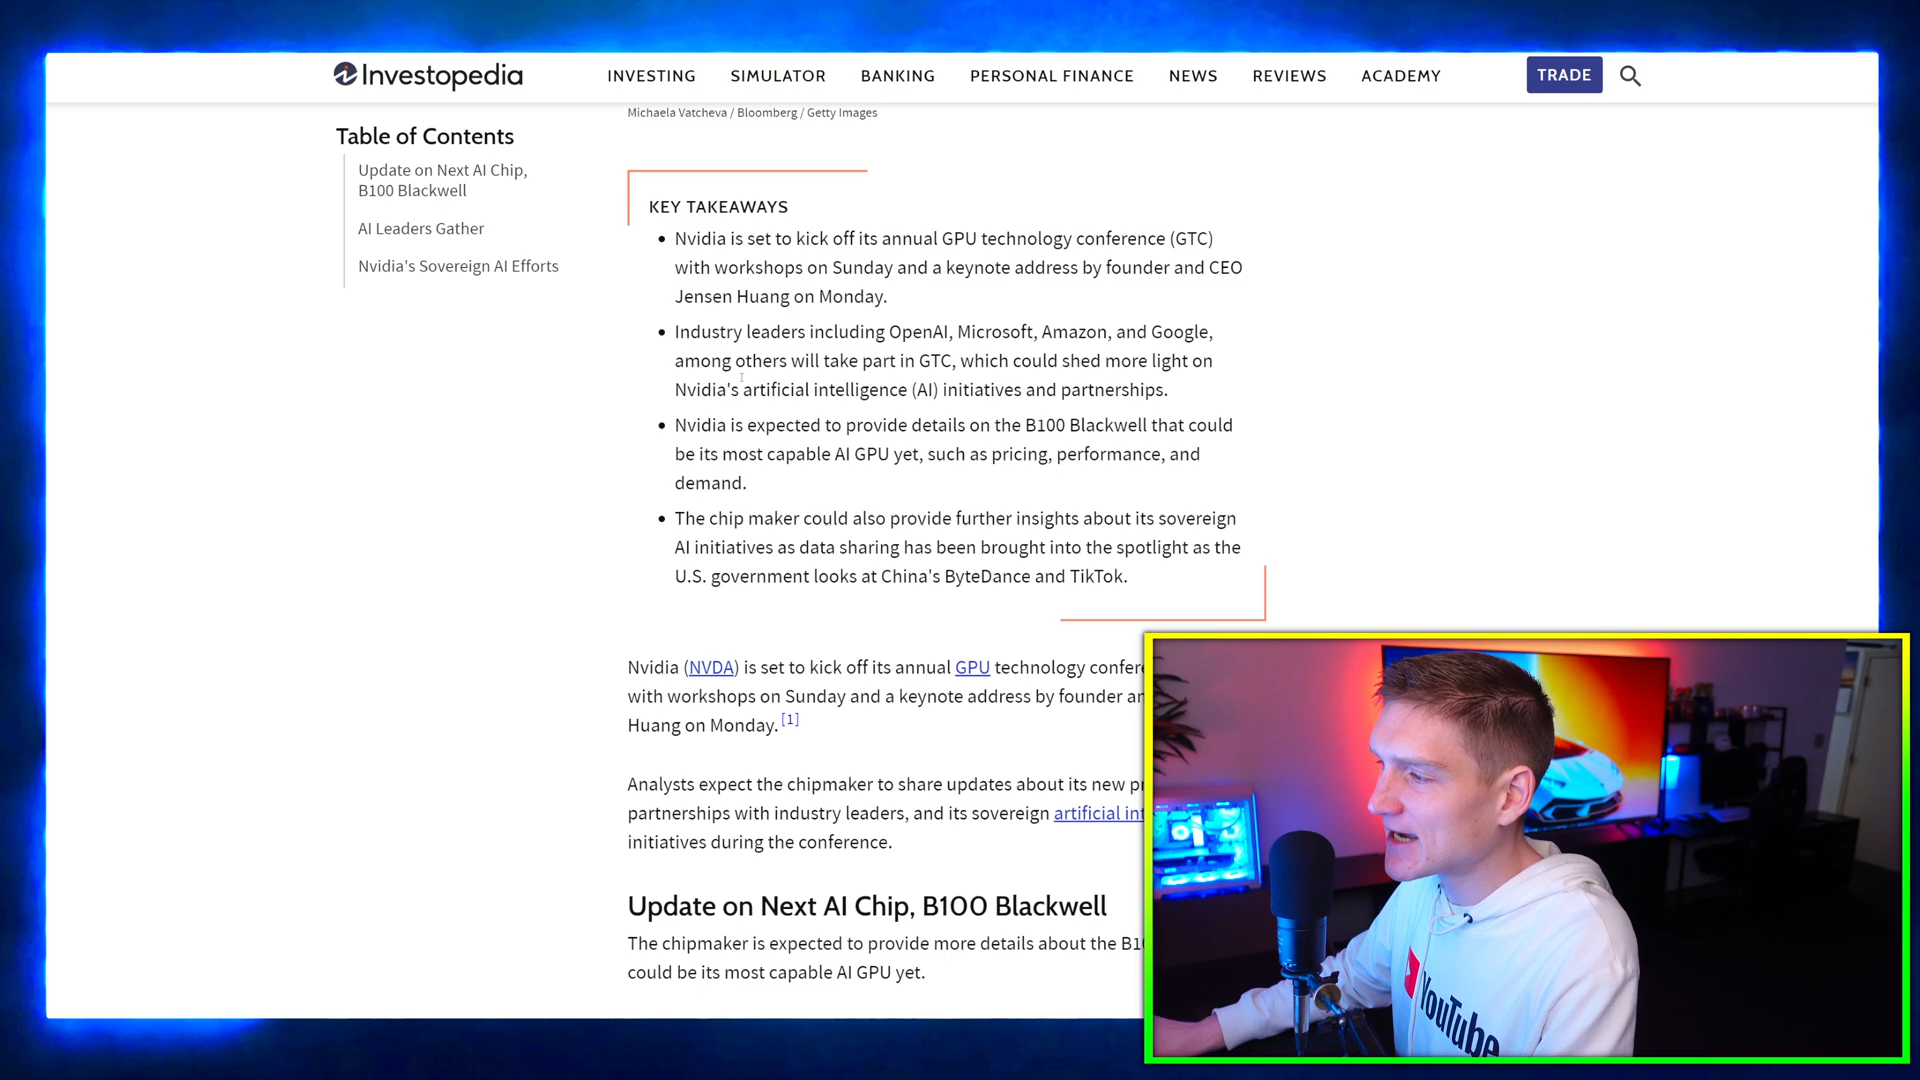 Investopedia
INVESTING SIMULATOR BANKING PERSONAL FINANCE NEWS REVIEWS ACADEMY TRADE
Michaela Vatcheva / Bloomberg / Getty Images
Table of Contents
Update on Next AI Chip,
B100 Blackwell
AI Leaders Gather
Nvidia's Sovereign AI Efforts
KEY TAKEAWAYS
• Nvidia is set to kick off its annual GPU technology conference (GTC)
with workshops on Sunday and a keynote address by founder and CEO
Jensen Huang on Monday.
• Industry leaders including OpenAI, Microsoft, Amazon, and Google,
among others will take part in GTC, which could shed more light on
Nvidia's artificial intelligence (AI) initiatives and partnerships.
• Nvidia is expected to provide details on the B100 Blackwell that could
be its most capable AI GPU yet, such as pricing, performance, and
demand.
• The chip maker could also provide further insights about its sovereign
AI initiatives as data sharing has been brought into the spotlight as the
U.S. government looks at China's ByteDance and TikTok.
Nvidia (NVDA) is set to kick off its annual GPU technology confere
with workshops on Sunday and a keynote address by founder an
Huang on Monday. [1]
Analysts expect the chipmaker to share updates about its new pr
partnerships with industry leaders, and its sovereign artificial int
initiatives during the conference.
Update on Next AI Chip, B100 Blackwell
The chipmaker is expected to provide more details about the B10
could be its most capable AI GPU yet.
YouTube